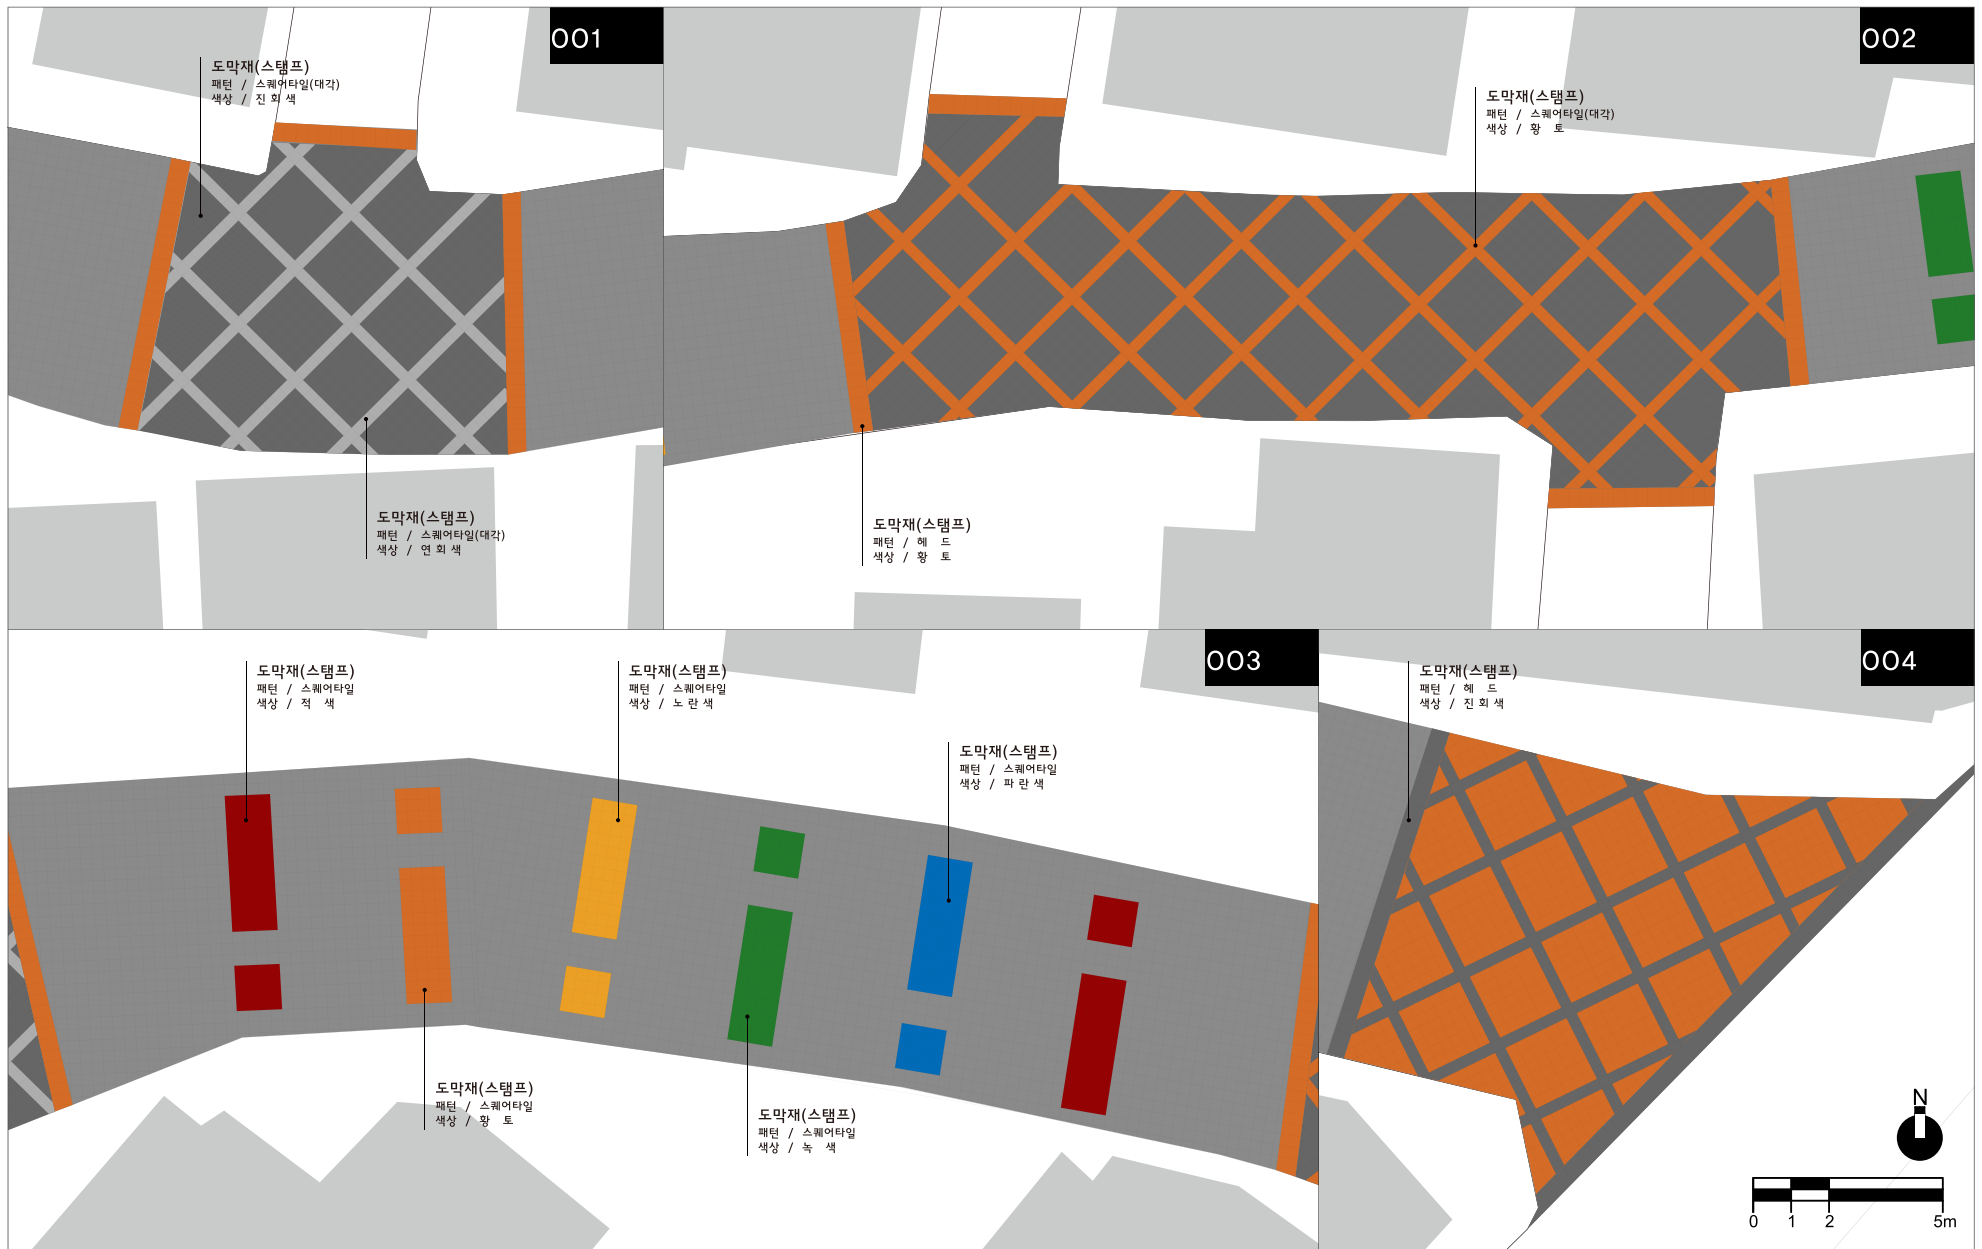 001
도막재(스탬프)
패턴 / 스퀘어타일(대각)
색상 / 진 회 색
도막재(스탬프)
패턴 / 스퀘어타일(대각)
색상 / 연 회 색
002
도막재(스탬프)
패턴 / 스퀘어타일(대각)
색상 / 황 토
도막재(스탬프)
패턴 / 헤 드
색상 / 황 토
003
도막재(스탬프)
패턴 / 스퀘어타일
색상 / 적 색
도막재(스탬프)
패턴 / 스퀘어타일
색상 / 노 란 색
도막재(스탬프)
패턴 / 스퀘어타일
색상 / 파 란 색
도막재(스탬프)
패턴 / 스퀘어타일
색상 / 황 토
도막재(스탬프)
패턴 / 스퀘어타일
색상 / 녹 색
004
도막재(스탬프)
패턴 / 헤 드
색상 / 진 회 색
N
0 1 2 5m